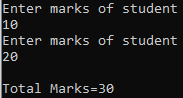 Enter marks of student
10
Enter marks of student
20
Total Marks=30